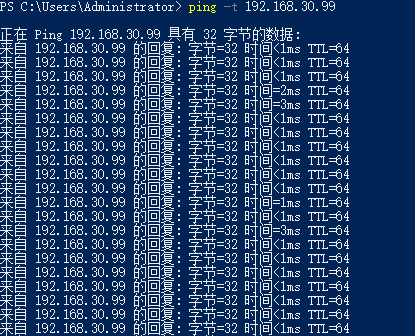 PS C:\Users\Administrator> ping -t 192.168.30.99
正在 Ping 192.168.30.99 具有 32 字节的数据:
来自 192.168.30.99 的回复: 字节=32 时间<1ms TTL=64
来自 192.168.30.99 的回复: 字节=32 时间<1ms TTL=64
来自 192.168.30.99 的回复: 字节=32 时间<1ms TTL=64
来自 192.168.30.99 的回复: 字节=32 时间=2ms TTL=64
来自 192.168.30.99 的回复: 字节=32 时间=3ms TTL=64
来自 192.168.30.99 的回复: 字节=32 时间<1ms TTL=64
来自 192.168.30.99 的回复: 字节=32 时间<1ms TTL=64
来自 192.168.30.99 的回复: 字节=32 时间<1ms TTL=64
来自 192.168.30.99 的回复: 字节=32 时间<1ms TTL=64
来自 192.168.30.99 的回复: 字节=32 时间<1ms TTL=64
来自 192.168.30.99 的回复: 字节=32 时间<1ms TTL=64
来自 192.168.30.99 的回复: 字节=32 时间=1ms TTL=64
来自 192.168.30.99 的回复: 字节=32 时间<1ms TTL=64
来自 192.168.30.99 的回复: 字节=32 时间=3ms TTL=64
来自 192.168.30.99 的回复: 字节=32 时间<1ms TTL=64
来自 192.168.30.99 的回复: 字节=32 时间<1ms TTL=64
来自 192.168.30.99 的回复: 字节=32 时间<1ms TTL=64
来自 192.168.30.99 的回复: 字节=32 时间<1ms TTL=64
来自 192.168.30.99 的回复: 字节=32 时间<1ms TTL=64
来自 192.168.30.99 的回复: 字节=32 时间<1ms TTL=64
来自 192.168.30.99 的回复: 字节=32 时间<1ms TTL=64